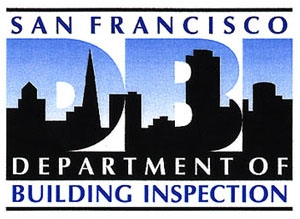 SAN FRANCISCO
DBI
DEPARTMENT OF
BUILDING INSPECTION